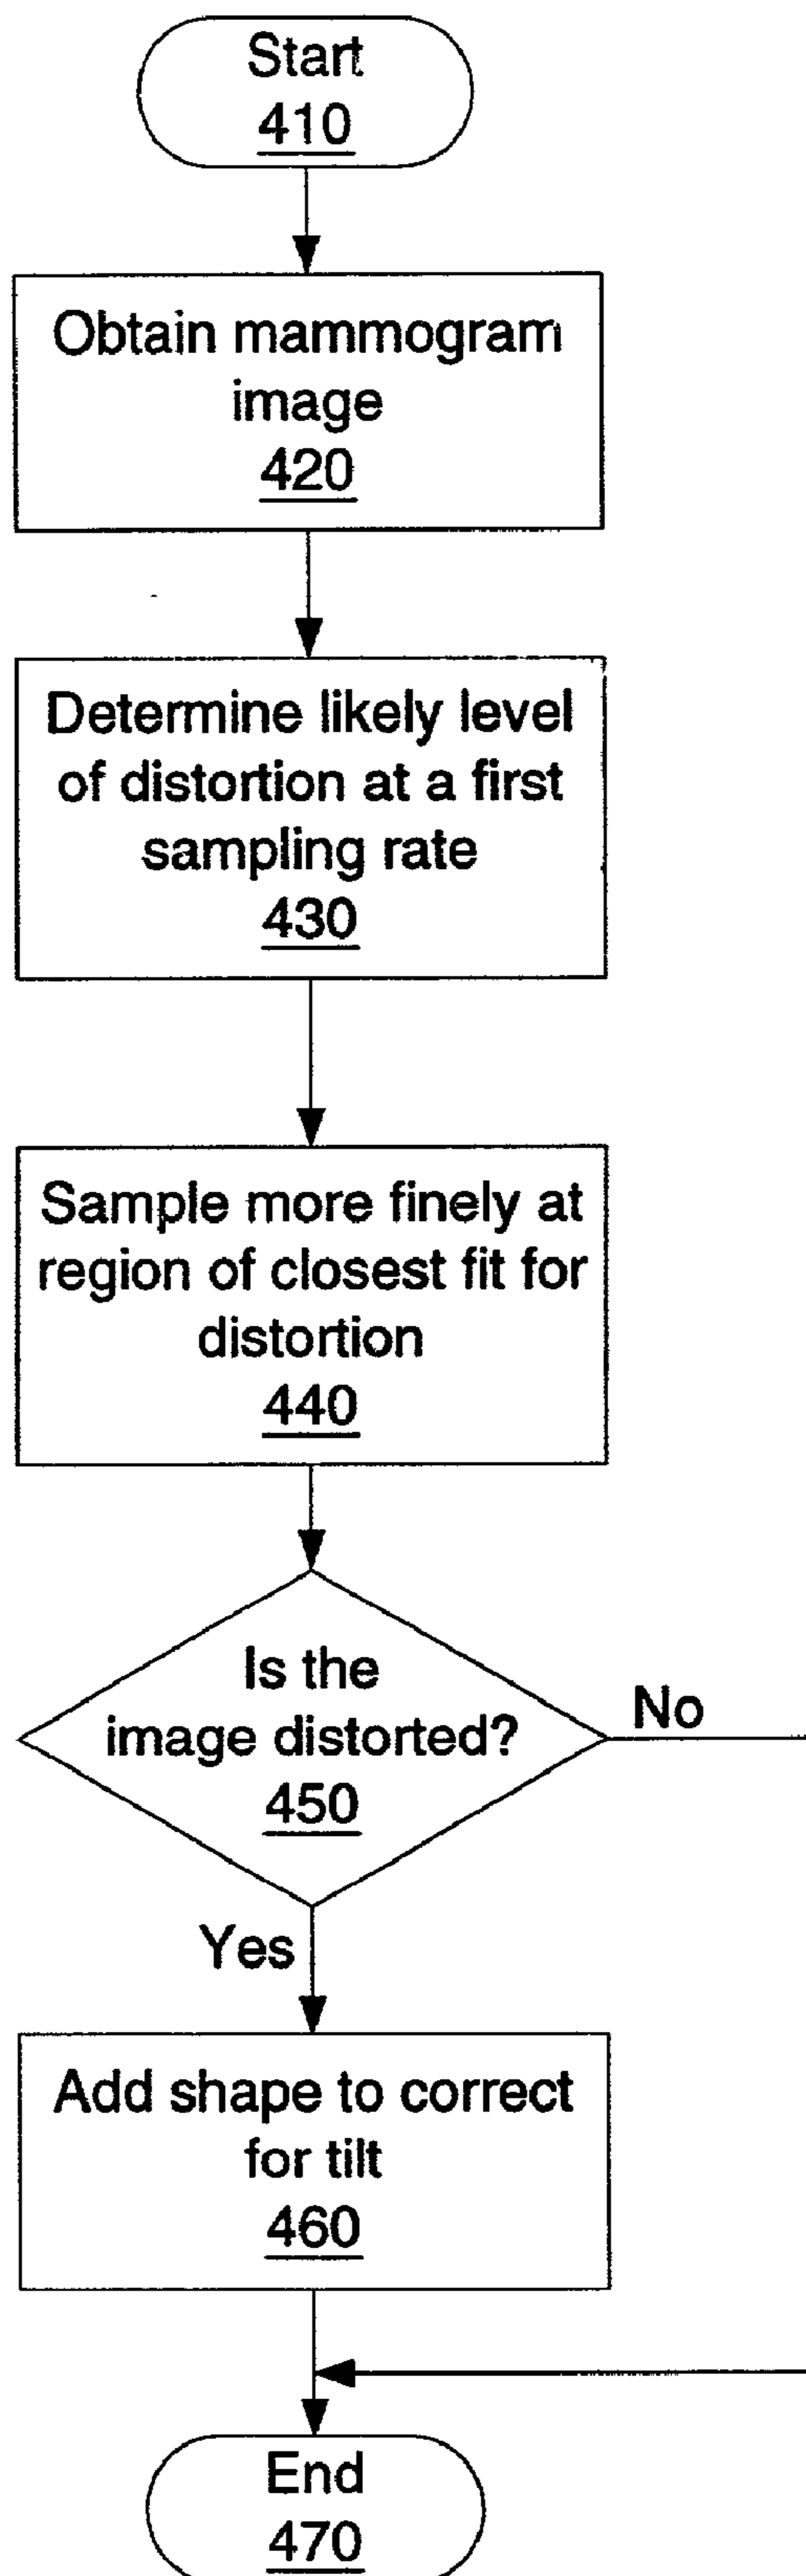 Start
410
Obtain mammogram
image
420
Determine likely level
of distortion at a first
sampling rate
430
Sample more finely at
region of closest fit for
distortion
440
Is the
image distorted?
450
No
Yes
Add shape to correct
for tilt
460
End
470